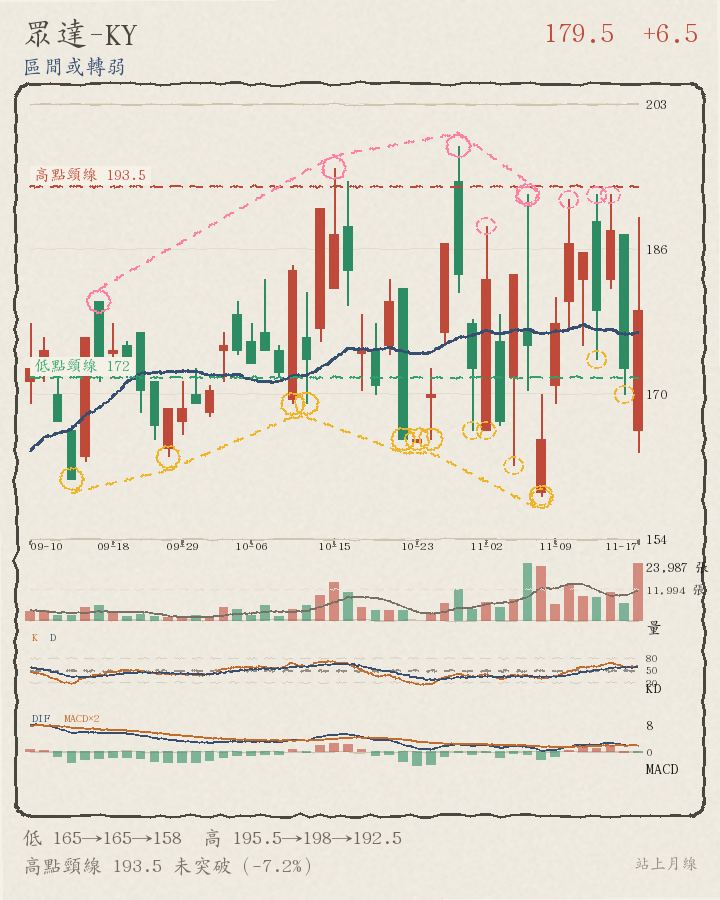 眾達-KY
179.5 +6.5
區間或轉弱
203
高點頸線 193.5
186
低點頸線 172
170
154
09-10 09-18 09-29 10-06 10-15 10-23 11-02 11-09 11-17
23,987 張
11,994 張
量
K D
80
50
20
KD
DIF MACD×2
8
0
MACD
低 165→165→158 高 195.5→198→192.5
高點頸線 193.5 未突破 (-7.2%)
站上月線